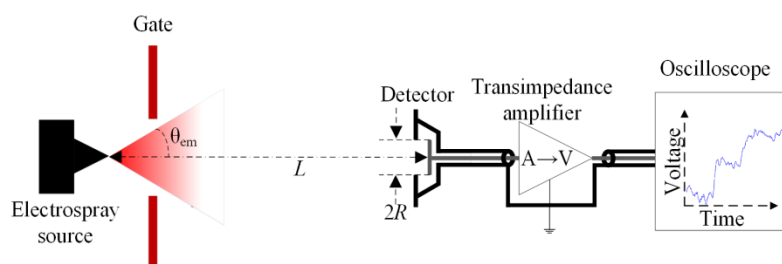 Gate
Electrospray
source
θem
L
Detector
2R
Transimpedance
amplifier
A→V
Oscilloscope
Voltage
Time